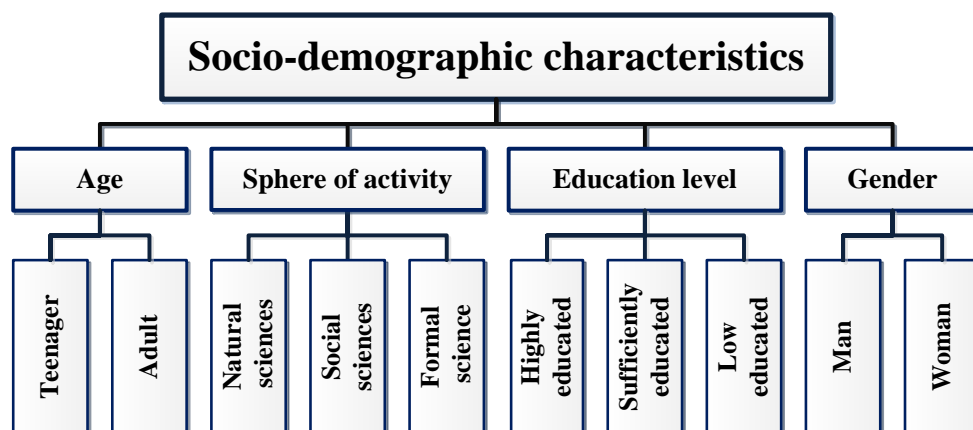 Socio-demographic characteristics
Age
Sphere of activity
Education level
Gender
Teenager
Adult
Natural
sciences
Social
sciences
Formal
science
Highly
educated
Sufficiently
educated
Low
educated
Man
Woman